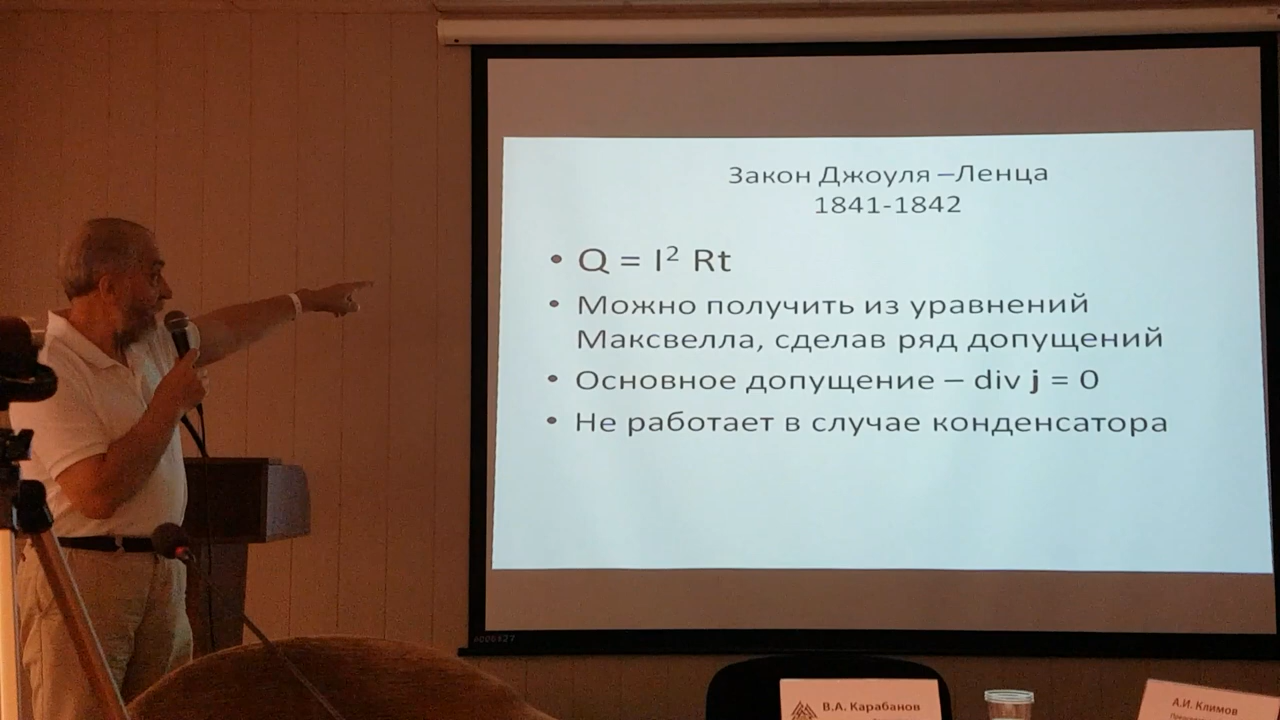 Закон Джоуля –Ленца
1841-1842
• Q = I² Rt
• Можно получить из уравнений
Максвелла, сделав ряд допущений
• Основное допущение – div j = 0
• Не работает в случае конденсатора
В.А. Карабанов
А.И. Климов